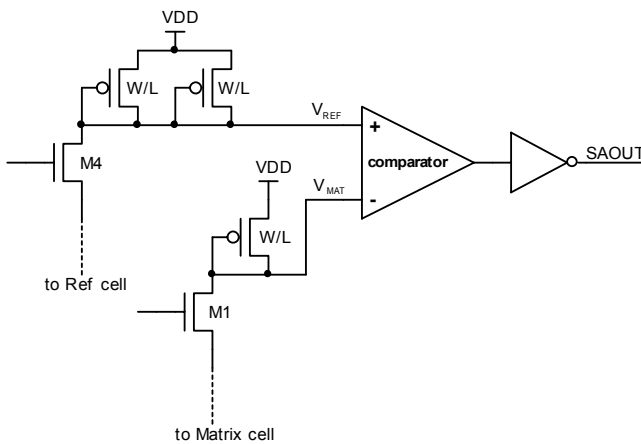 VDD
W/L
W/L
V_REF
+
comparator
SAOUT
M4
VDD
V_MAT
-
W/L
to Ref cell
M1
to Matrix cell